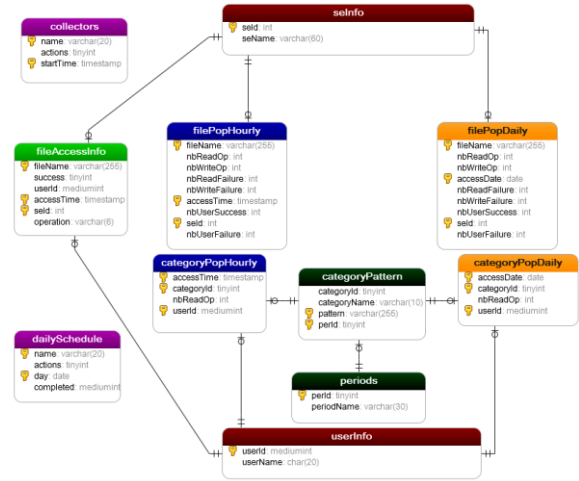 collectors
name: varchar(20)
actions: tinyint
startTime: timestamp
seInfo
seId: int
seName: varchar(60)
fileAccessInfo
fileName: varchar(255)
success: tinyint
userId: mediumint
accessTime: timestamp
seId: int
operation: varchar(6)
filePopHourly
fileName: varchar(255)
nbReadOp: int
nbWriteOp: int
nbReadFailure: int
nbWriteFailure: int
accessTime: timestamp
nbUserSuccess: int
seId: int
nbUserFailure: int
filePopDaily
fileName: varchar(255)
nbReadOp: int
nbWriteOp: int
accessDate: date
nbReadFailure: int
nbWriteFailure: int
nbUserSuccess: int
seId: int
nbUserFailure: int
categoryPopHourly
accessTime: timestamp
categoryId: tinyint
nbReadOp: int
userId: mediumint
categoryPattern
categoryId: tinyint
categoryName: varchar(10)
pattern: varchar(256)
perId: tinyint
categoryPopDaily
accessDate: date
categoryId: tinyint
nbReadOp: int
userId: mediumint
dailySchedule
name: varchar(20)
actions: tinyint
day: date
completed: mediumint
periods
perId: tinyint
periodName: varchar(30)
userInfo
userId: mediumint
userName: char(20)